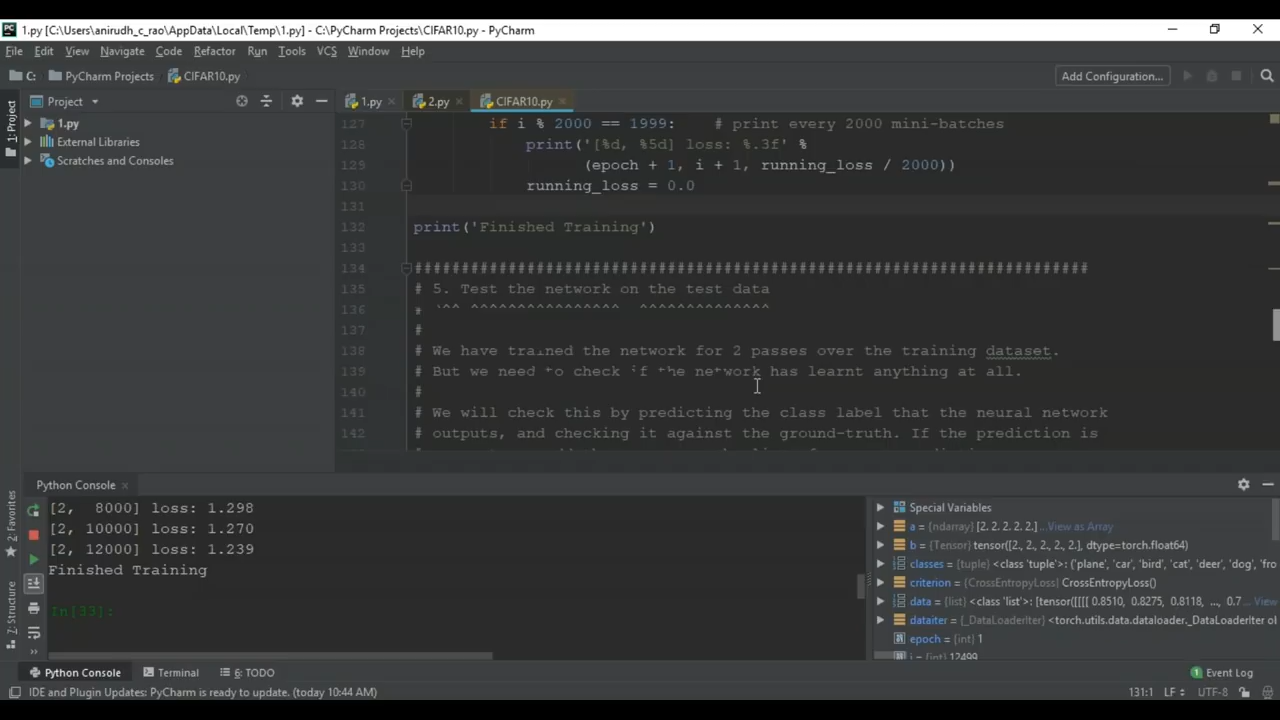 1.py [C:\Users\anirudh_c_rao\AppData\Local\Temp\1.py] - C:\PyCharm Projects\CIFAR10.py - PyCharm
File Edit View Navigate Code Refactor Run Tools VCS Window Help
C: PyCharm Projects CIFAR10.py Add Configuration...
1: Project
Project
1.py 2.py CIFAR10.py
1.py
External Libraries
Scratches and Consoles
127 if i % 2000 == 1999: # print every 2000 mini-batches
128 print('[%d, %5d] loss: %.3f' %
129 (epoch + 1, i + 1, running_loss / 2000))
130 running_loss = 0.0
131
132 print('Finished Training')
133
134 ########################################################################
135 # 5. Test the network on the test data
136 # ^^^^^^^^^^^^^^^^^^^^ ^^^^^^^^^^^^^^
137 #
138 # We have trained the network for 2 passes over the training dataset.
139 # But we need to check if the network has learnt anything at all.
140 #
141 # We will check this by predicting the class label that the neural network
142 # outputs, and checking it against the ground-truth. If the prediction is
2: Favorites
Z: Structure
Python Console
[2, 8000] loss: 1.298
[2, 10000] loss: 1.270
[2, 12000] loss: 1.239
Finished Training
In[33]:
Special Variables
a = {ndarray} [2. 2. 2. 2. 2.] ...View as Array
b = {Tensor} tensor([2., 2., 2., 2., 2.], dtype=torch.float64)
classes = {tuple} <class 'tuple'>: ('plane', 'car', 'bird', 'cat', 'deer', 'dog', 'fro
criterion = {CrossEntropyLoss} CrossEntropyLoss()
data = {list} <class 'list'>: [tensor([[[[ 0.8510, 0.8275, 0.8118, ..., 0.7 ...View
dataiter = {_DataLoaderIter} <torch.utils.data.dataloader._DataLoaderIter o
epoch = {int} 1
i = {int} 12499
Python Console Terminal 6: TODO 1 Event Log
IDE and Plugin Updates: PyCharm is ready to update. (today 10:44 AM) 131:1 LF UTF-8